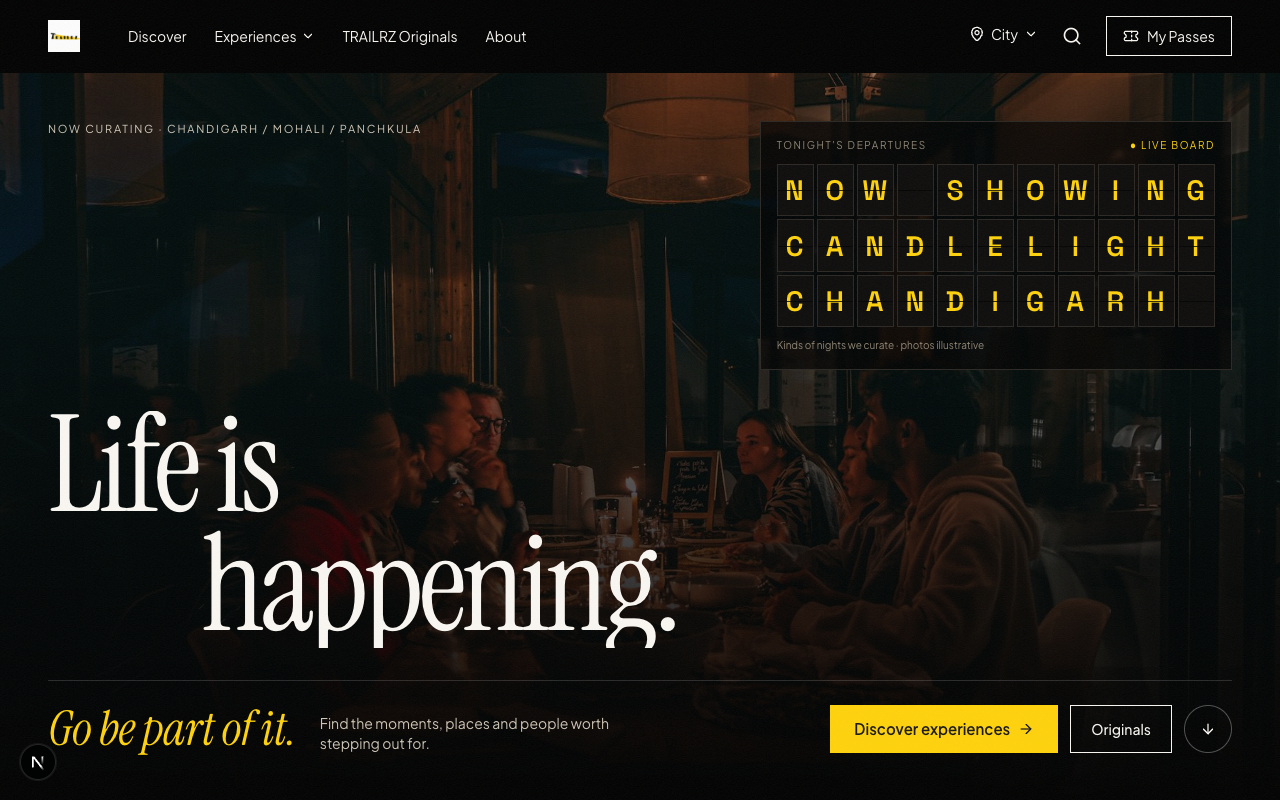 Discover
Experiences
TRAILRZ Originals
About
City
My Passes
NOW CURATING · CHANDIGARH / MOHALI / PANCHKULA
TONIGHT'S DEPARTURES
● LIVE BOARD
NOW SHOWING
CANDLELIGHT
CHANDIGARH
Kinds of nights we curate · photos illustrative
Life is
happening.
Go be part of it.
Find the moments, places and people worth
stepping out for.
Discover experiences →
Originals
N